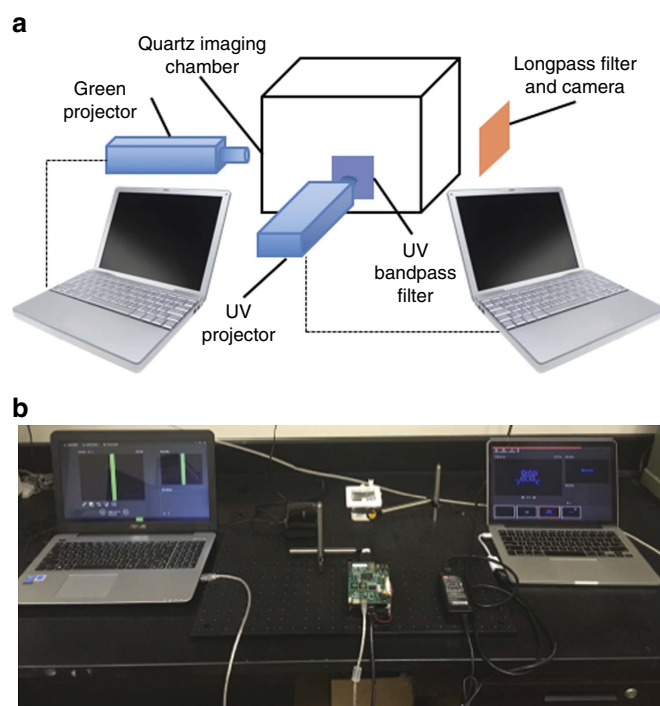 a
Quartz imaging
chamber
Green
projector
Longpass filter
and camera
UV
bandpass
filter
UV
projector
b